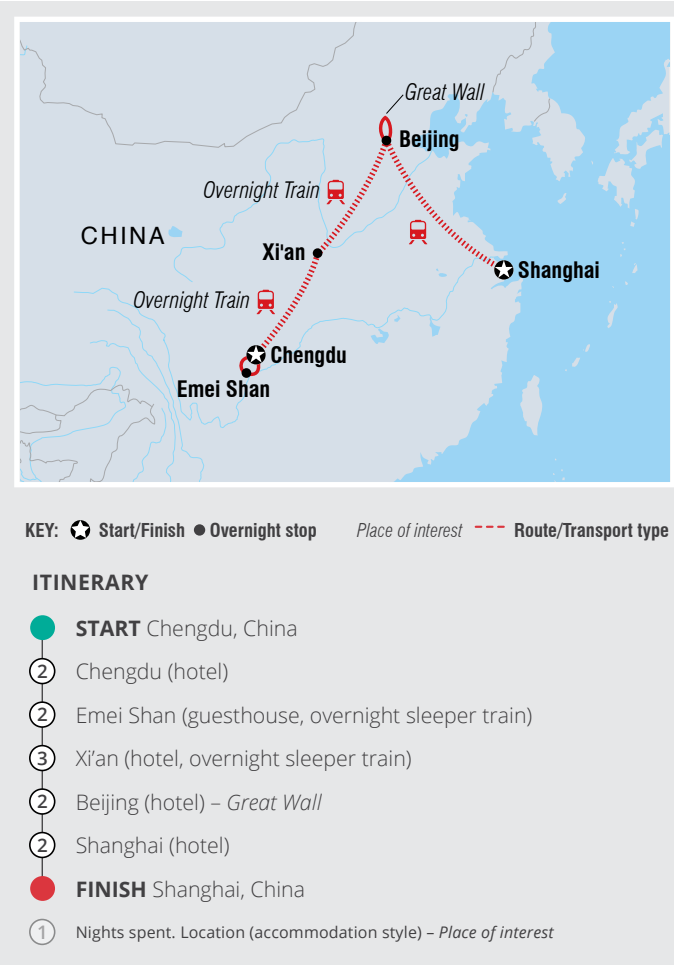 Great Wall
Beijing
Overnight Train
CHINA
Xi'an
Shanghai
Overnight Train
Chengdu
Emei Shan
KEY: Start/Finish Overnight stop Place of interest Route/Transport type
ITINERARY
START Chengdu, China
2 Chengdu (hotel)
2 Emei Shan (guesthouse, overnight sleeper train)
3 Xi’an (hotel, overnight sleeper train)
2 Beijing (hotel) – Great Wall
2 Shanghai (hotel)
FINISH Shanghai, China
1 Nights spent. Location (accommodation style) – Place of interest